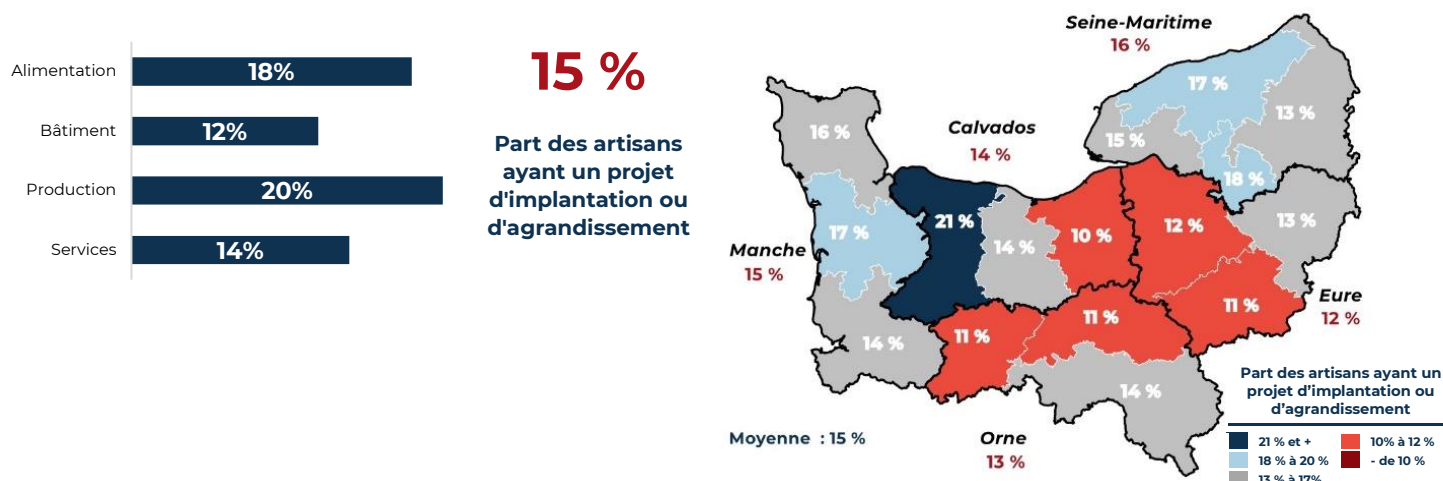 Alimentation
18%
Bâtiment
12%
Production
20%
Services
14%
15 %
Part des artisans
ayant un projet
d'implantation ou
d'agrandissement
Seine-Maritime
16 %
17 %
13 %
15 %
18 %
Calvados
14 %
16 %
21 %
14 %
10 %
12 %
13 %
17 %
Manche
15 %
14 %
11 %
11 %
11 %
Eure
12 %
14 %
Orne
13 %
Moyenne : 15 %
Part des artisans ayant un
projet d’implantation ou
d’agrandissement
21 % et +
10% à 12 %
18 % à 20 %
- de 10 %
13 % à 17%